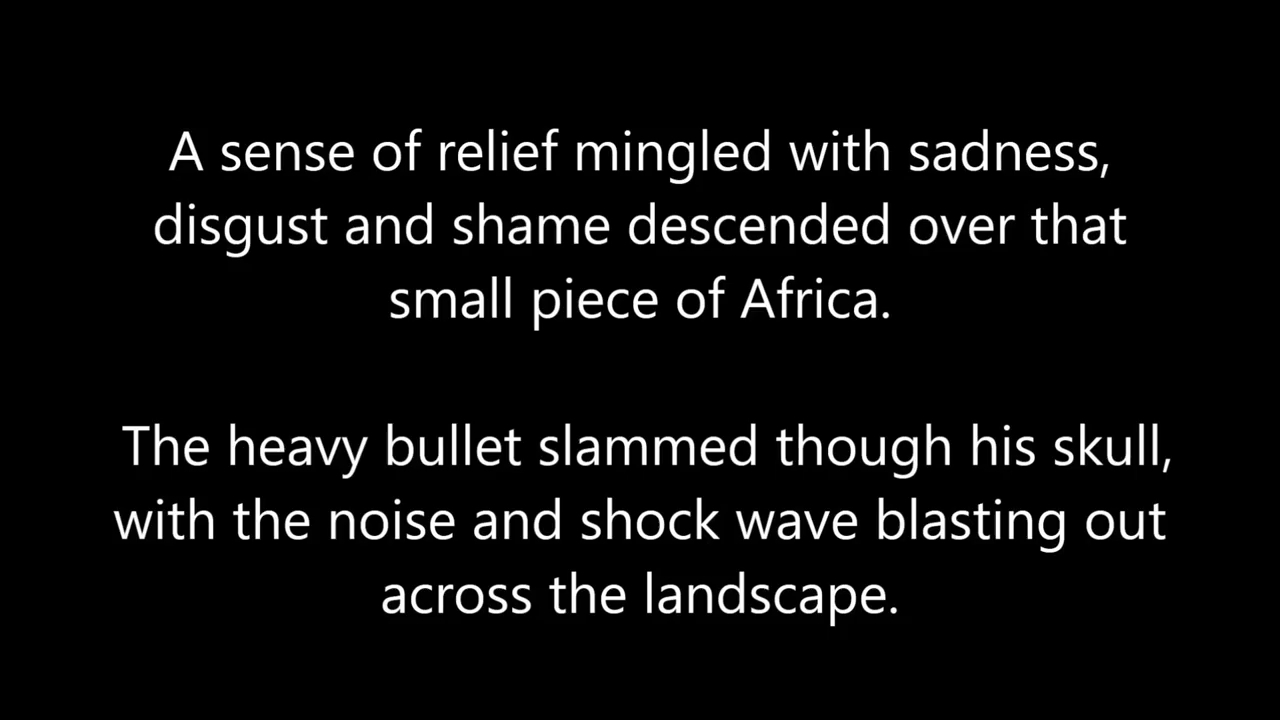 A sense of relief mingled with sadness,
disgust and shame descended over that
small piece of Africa.
The heavy bullet slammed though his skull,
with the noise and shock wave blasting out
across the landscape.